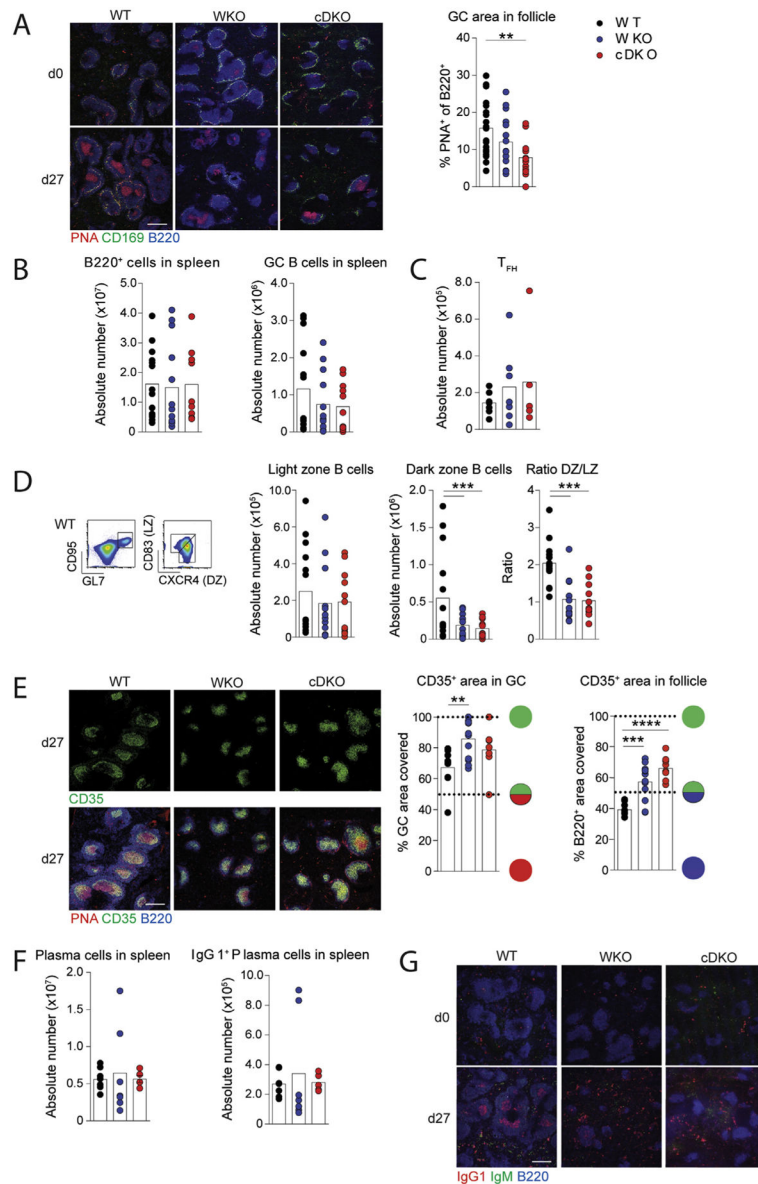 A
WT
WKO
cDKO
d0
d27
PNA CD169 B220
GC area in follicle
**
% PNA⁺ of B220⁺
40
30
20
10
0
W T
W KO
cDK O
B
B220⁺ cells in spleen
Absolute number (x10⁷)
4.0
3.0
2.0
1.0
0
GC B cells in spleen
Absolute number (x10⁶)
4.0
3.0
2.0
1.0
0
C
T_FH
Absolute number (x10⁵)
8.0
6.0
4.0
2.0
0
D
WT
CD95
GL7
CD83 (LZ)
CXCR4 (DZ)
Light zone B cells
Absolute number (x10⁵)
10.0
8.0
6.0
4.0
2.0
0
Dark zone B cells
***
Absolute number (x10⁶)
2.0
1.5
1.0
0.5
0
Ratio DZ/LZ
***
Ratio
4
3
2
1
0
E
WT
WKO
cDKO
d27
CD35
d27
PNA CD35 B220
CD35⁺ area in GC
**
% GC area covered
100
80
60
40
20
0
CD35⁺ area in follicle
****
***
% B220⁺ area covered
100
80
60
40
20
0
F
Plasma cells in spleen
Absolute number (x10⁷)
2.0
1.5
1.0
0.5
0
IgG 1⁺ P lasma cells in spleen
Absolute number (x10⁵)
10.0
8.0
6.0
4.0
2.0
0
G
WT
WKO
cDKO
d0
d27
IgG1 IgM B220